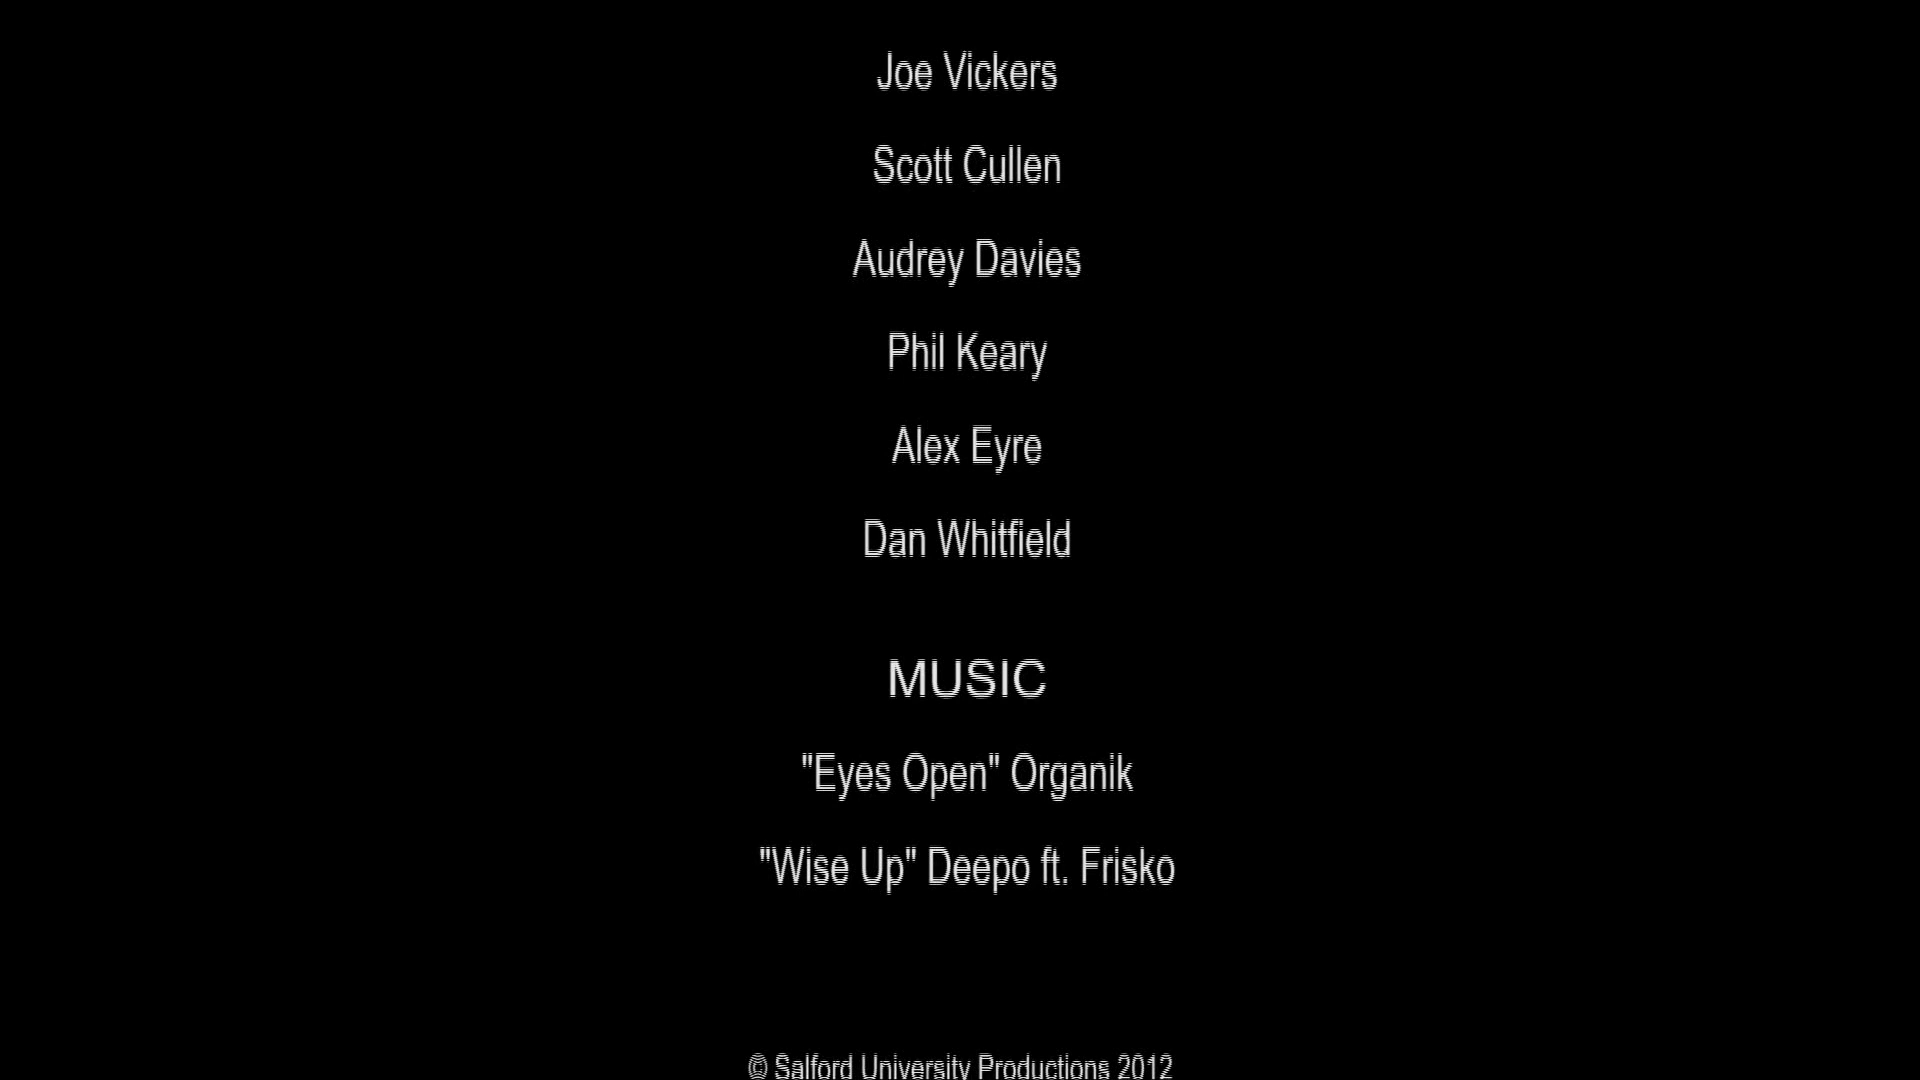 Joe Vickers
Scott Cullen
Audrey Davies
Phil Keary
Alex Eyre
Dan Whitfield
MUSIC
"Eyes Open" Organik
"Wise Up" Deepo ft. Frisko
© Salford University Productions 2012